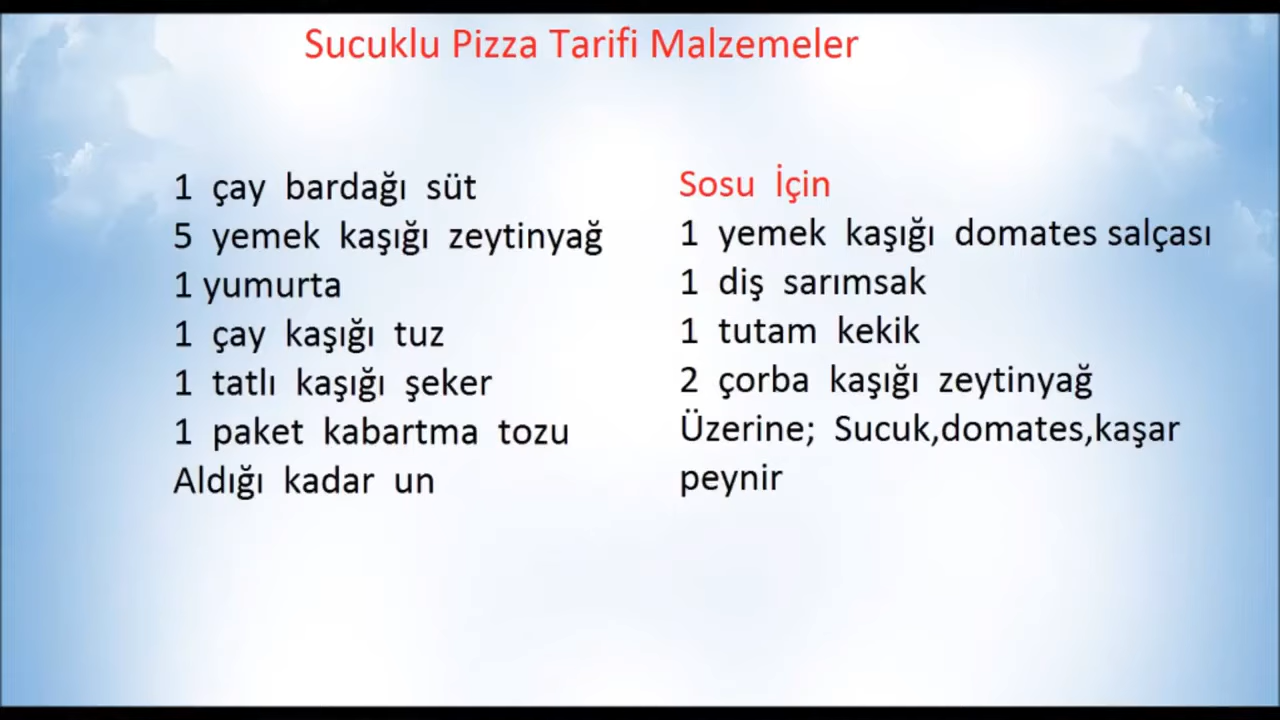 Sucuklu Pizza Tarifi Malzemeler
1 çay bardağı süt
5 yemek kaşığı zeytinyağ
1 yumurta
1 çay kaşığı tuz
1 tatlı kaşığı şeker
1 paket kabartma tozu
Aldığı kadar un
Sosu İçin
1 yemek kaşığı domates salçası
1 diş sarımsak
1 tutam kekik
2 çorba kaşığı zeytinyağ
Üzerine; Sucuk,domates,kaşar
peynir